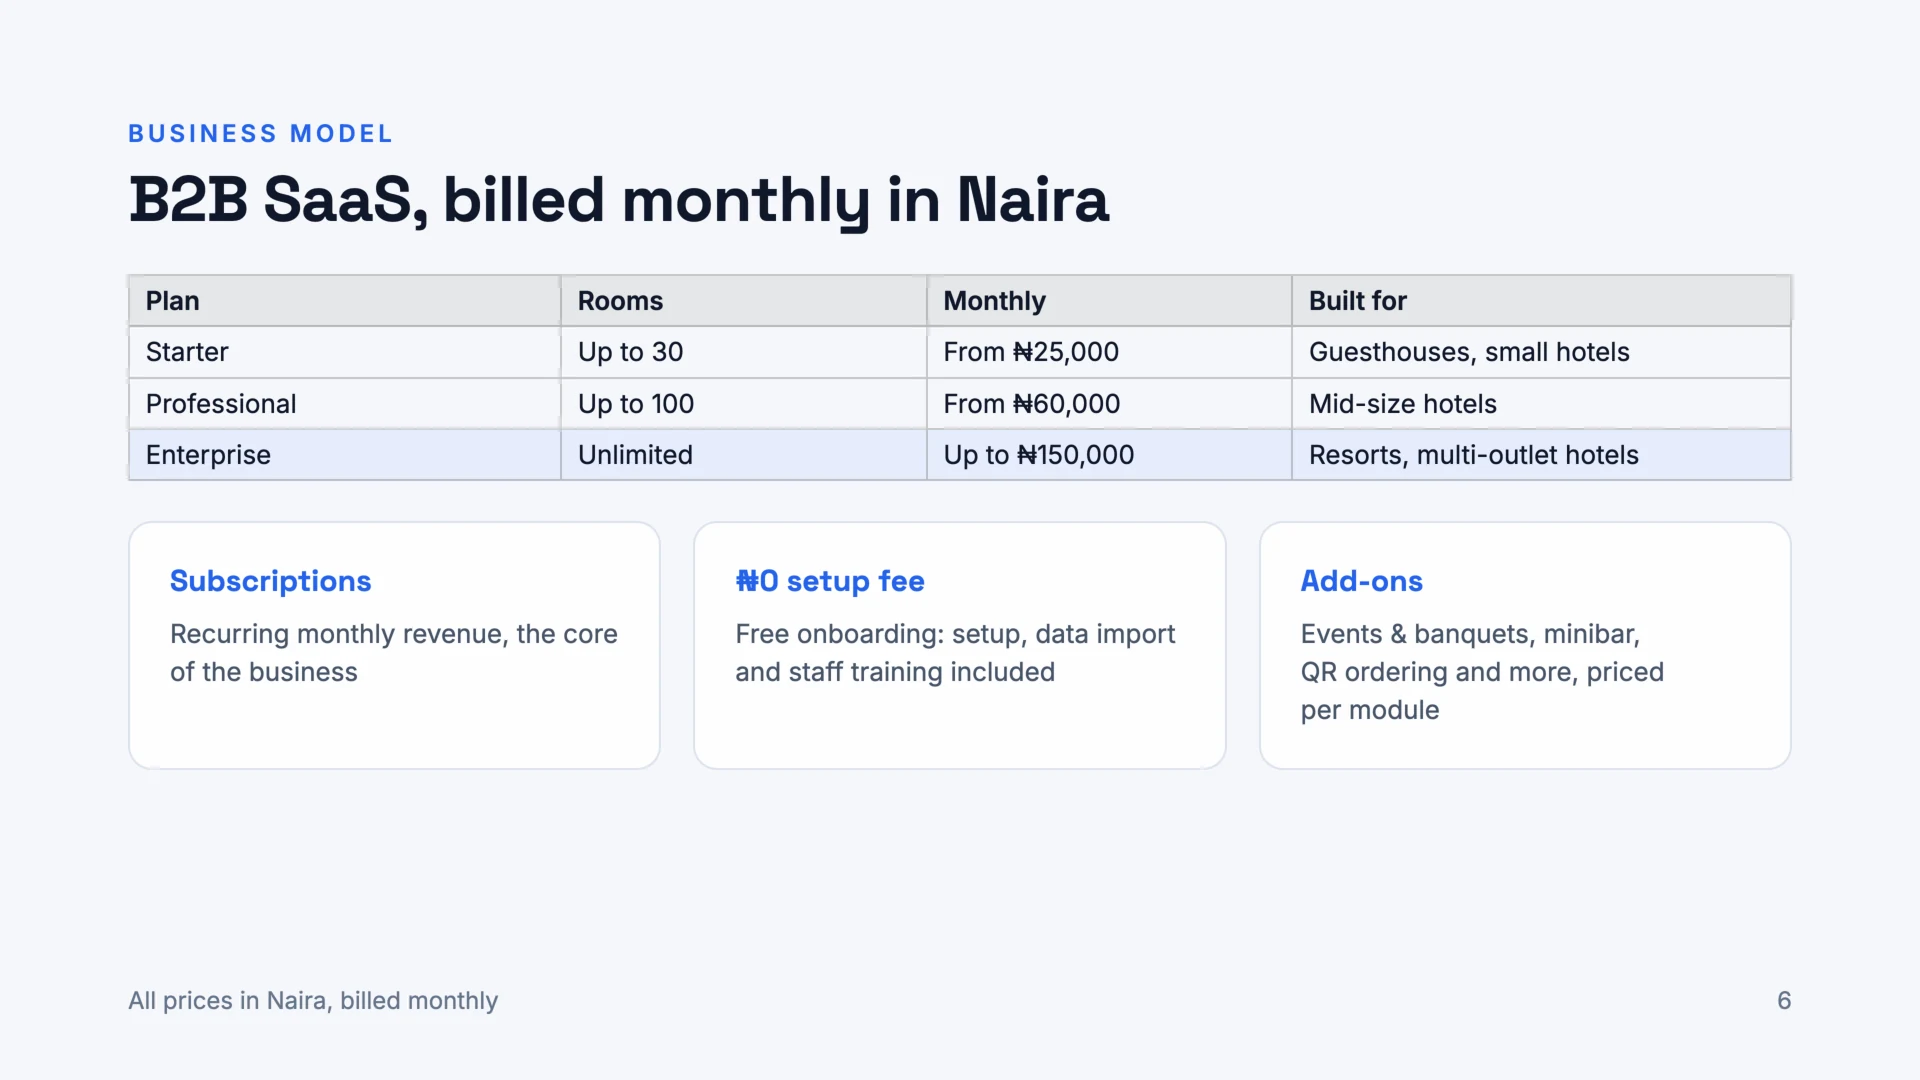 BUSINESS MODEL
B2B SaaS, billed monthly in Naira
Plan Rooms Monthly Built for
Starter Up to 30 From ₦25,000 Guesthouses, small hotels
Professional Up to 100 From ₦60,000 Mid-size hotels
Enterprise Unlimited Up to ₦150,000 Resorts, multi-outlet hotels
Subscriptions
Recurring monthly revenue, the core
of the business
₦0 setup fee
Free onboarding: setup, data import
and staff training included
Add-ons
Events & banquets, minibar,
QR ordering and more, priced
per module
All prices in Naira, billed monthly
6